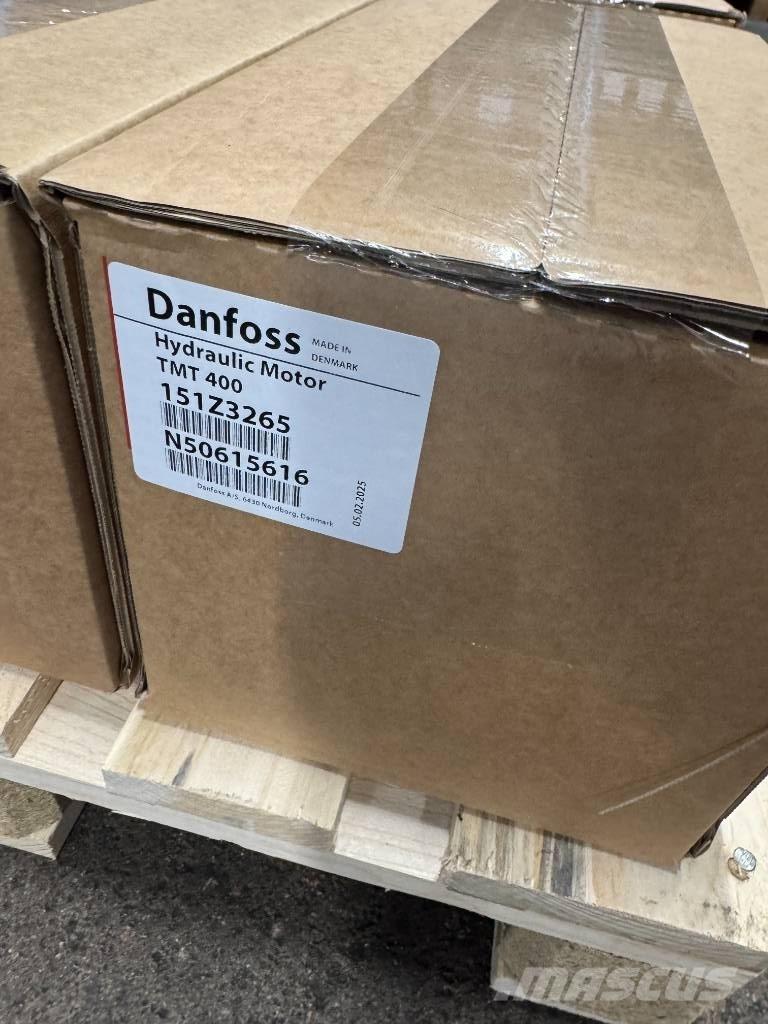 Danfoss MADE IN DENMARK
Hydraulic Motor
TMT 400
151Z3265
N50615616
Danfoss A/S, 6430 Nordborg, Denmark
05.02.2025
MASCUS